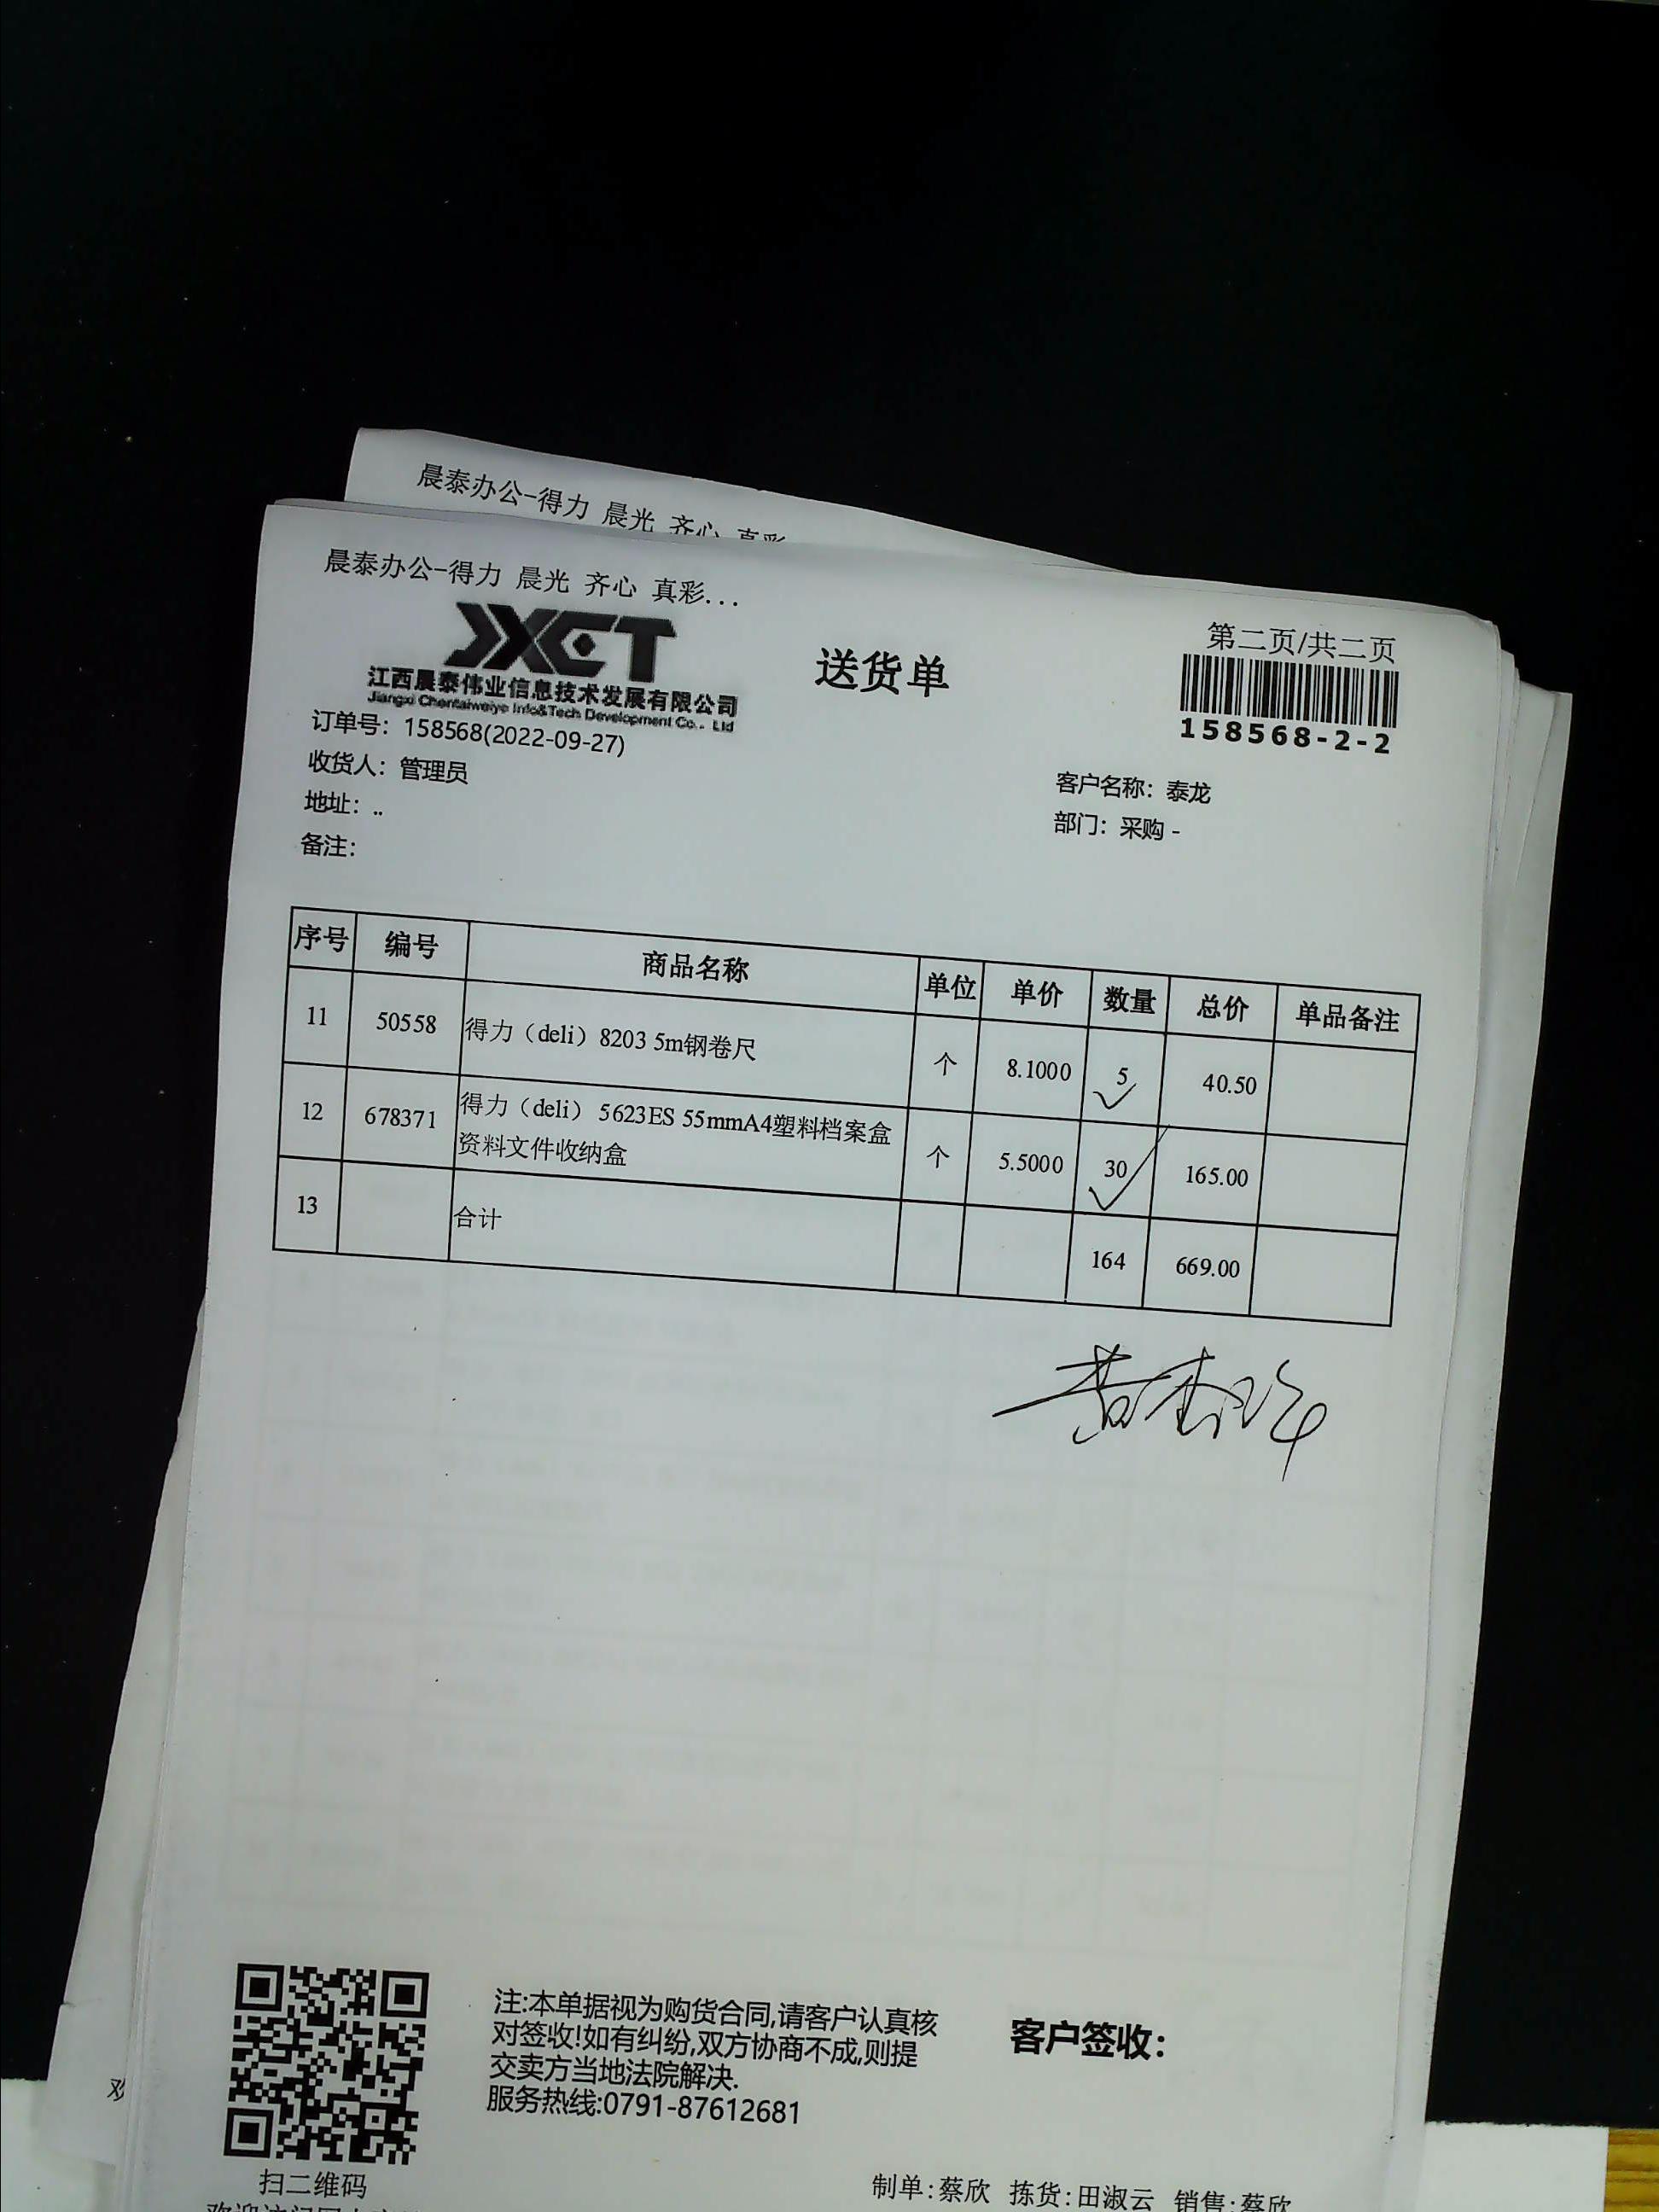 晨泰办公-得力 晨光 齐心 真彩
晨泰办公-得力 晨光 齐心 真彩...
JXCT
江西晨泰伟业信息技术发展有限公司
Jiangxi Chentaiweiye Info&Tech Development Co.. Ltd
送货单
第二页/共二页
158568-2-2
订单号: 158568(2022-09-27)
收货人: 管理员
地址: ..
备注:
客户名称: 泰龙
部门: 采购 -
序号 编号 商品名称 单位 单价 数量 总价 单品备注
11 50558 得力（deli）8203 5m钢卷尺 个 8.1000 5 40.50
12 678371 得力（deli） 5623ES 55mmA4塑料档案盒
资料文件收纳盒 个 5.5000 30 165.00
13 合计 164 669.00
注:本单据视为购货合同,请客户认真核
对签收!如有纠纷,双方协商不成,则提
交卖方当地法院解决.
服务热线:0791-87612681
客户签收:
扫二维码
制单:蔡欣 拣货:田淑云 销售:蔡欣